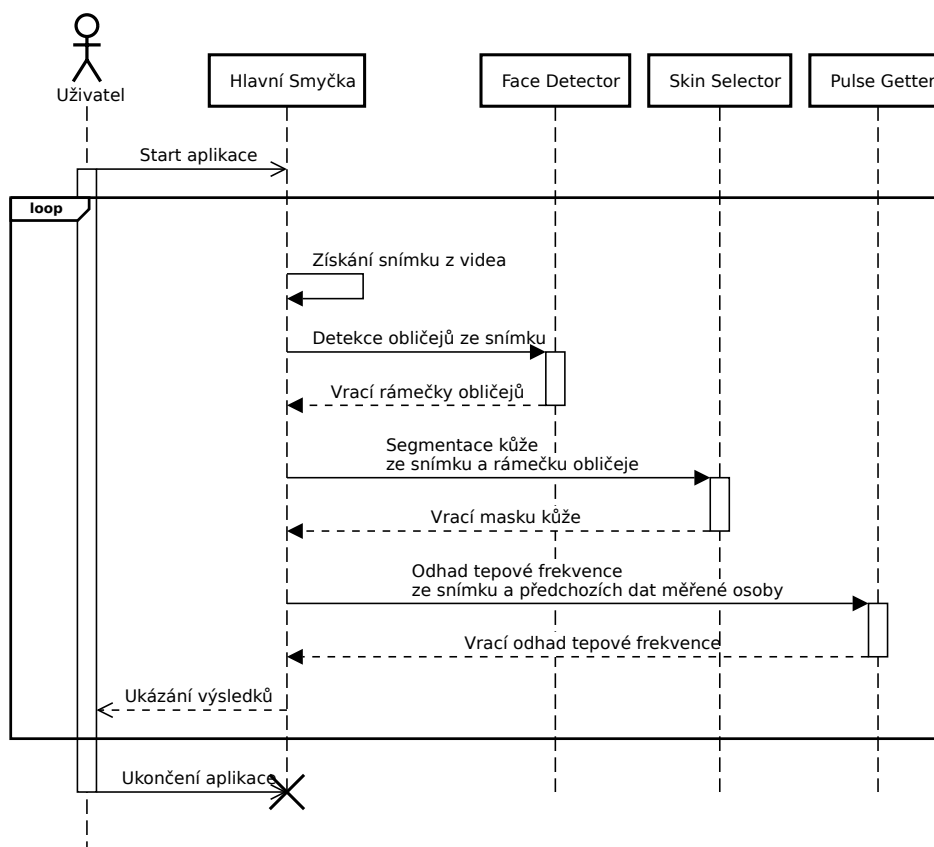 Uživatel
Hlavní Smyčka
Face Detector
Skin Selector
Pulse Getter
Start aplikace
loop
Získání snímku z videa
Detekce obličejů ze snímku
Vrací rámečky obličejů
Segmentace kůže
ze snímku a rámečku obličeje
Vrací masku kůže
Odhad tepové frekvence
ze snímku a předchozích dat měřené osoby
Vrací odhad tepové frekvence
Ukázání výsledků
Ukončení aplikace